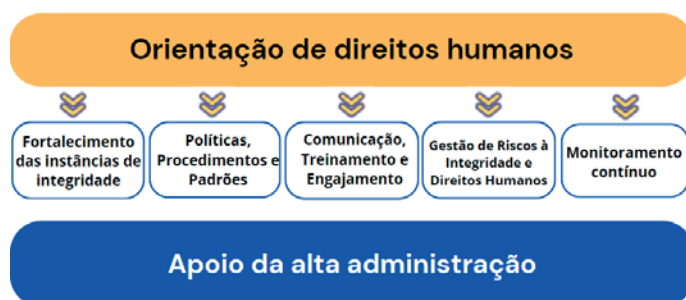 Orientação de direitos humanos
Fortalecimento
das instâncias de
integridade
Políticas,
Procedimentos e
Padrões
Comunicação,
Treinamento e
Engajamento
Gestão de Riscos à
Integridade e
Direitos Humanos
Monitoramento
contínuo
Apoio da alta administração